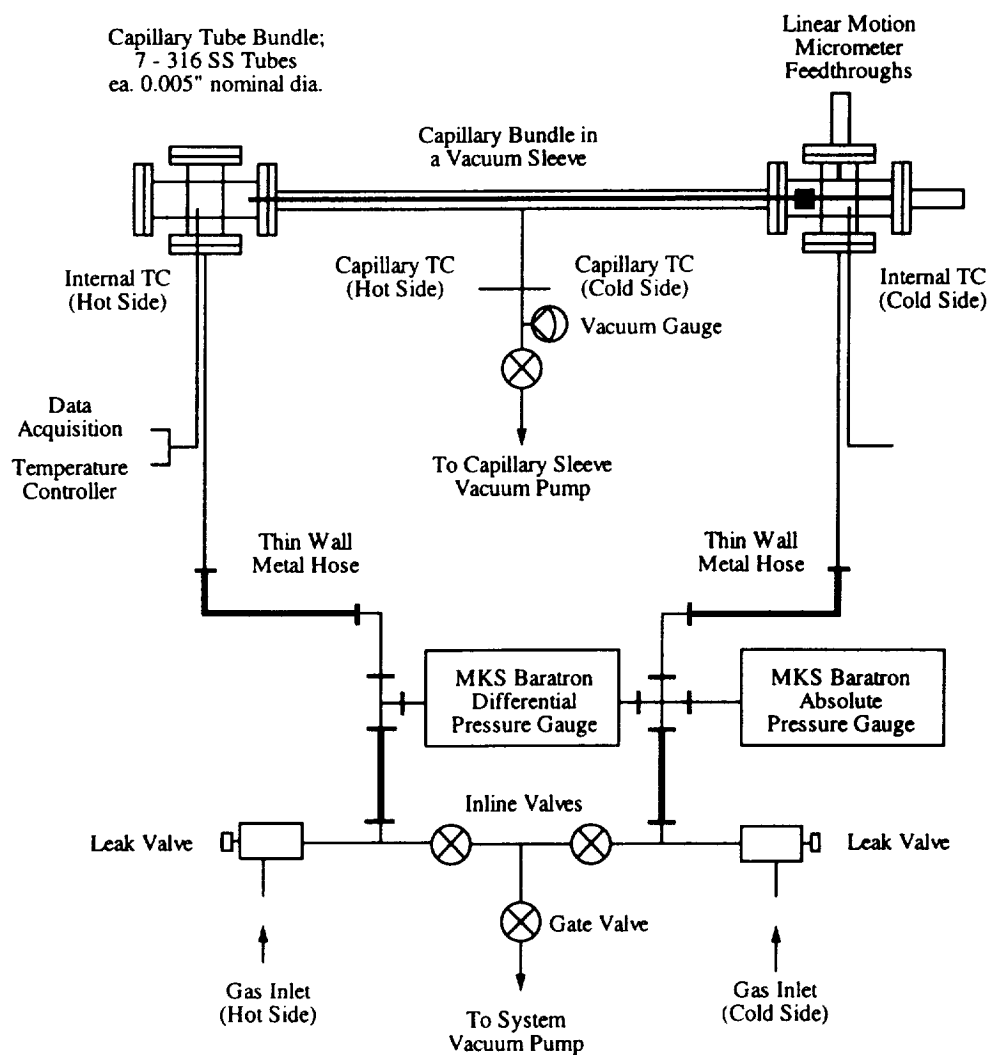 Capillary Tube Bundle;
7 - 316 SS Tubes
ea. 0.005" nominal dia.
Linear Motion
Micrometer
Feedthroughs
Capillary Bundle in
a Vacuum Sleeve
Internal TC
(Hot Side)
Capillary TC
(Hot Side)
Capillary TC
(Cold Side)
Internal TC
(Cold Side)
Vacuum Gauge
Data
Acquisition
Temperature
Controller
To Capillary Sleeve
Vacuum Pump
Thin Wall
Metal Hose
Thin Wall
Metal Hose
MKS Baratron
Differential
Pressure Gauge
MKS Baratron
Absolute
Pressure Gauge
Inline Valves
Leak Valve
Leak Valve
Gate Valve
Gas Inlet
(Hot Side)
Gas Inlet
(Cold Side)
To System
Vacuum Pump